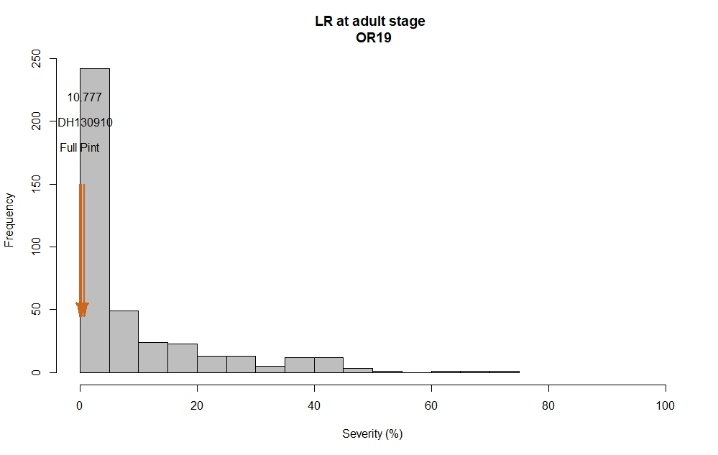 LR at adult stage
OR19
250
200
150
100
50
0
Frequency
10.777
DH130910
Full Pint
0 20 40 60 80 100
Severity (%)